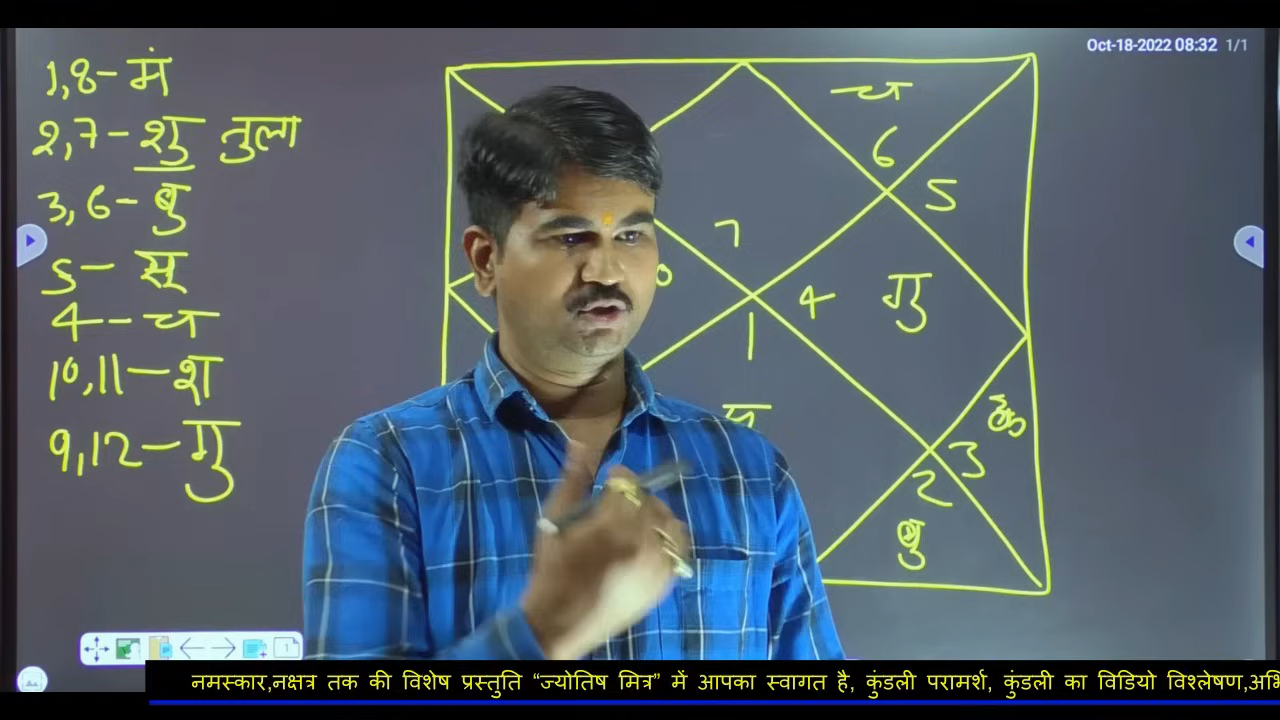 Oct-18-2022 08:32 1/1
1,8- मं
2,7- शु तुला
3,6- बु
5- सू
4- च
10,11- श
9,12- गु
च
6
5
7
4 गु
1
3
2
बु
1
नमस्कार,नक्षत्र तक की विशेष प्रस्तुति “ज्योतिष मित्र” में आपका स्वागत है, कुंडली परामर्श, कुंडली का विडियो विश्लेषण,